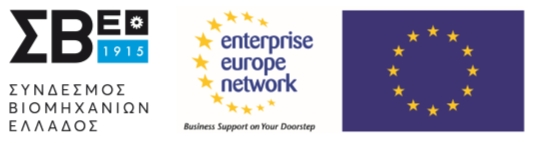 ΣΒΕ
1915
ΣΥΝΔΕΣΜΟΣ
ΒΙΟΜΗΧΑΝΙΩΝ
ΕΛΛΑΔΟΣ
enterprise
europe
network
Business Support on Your Doorstep